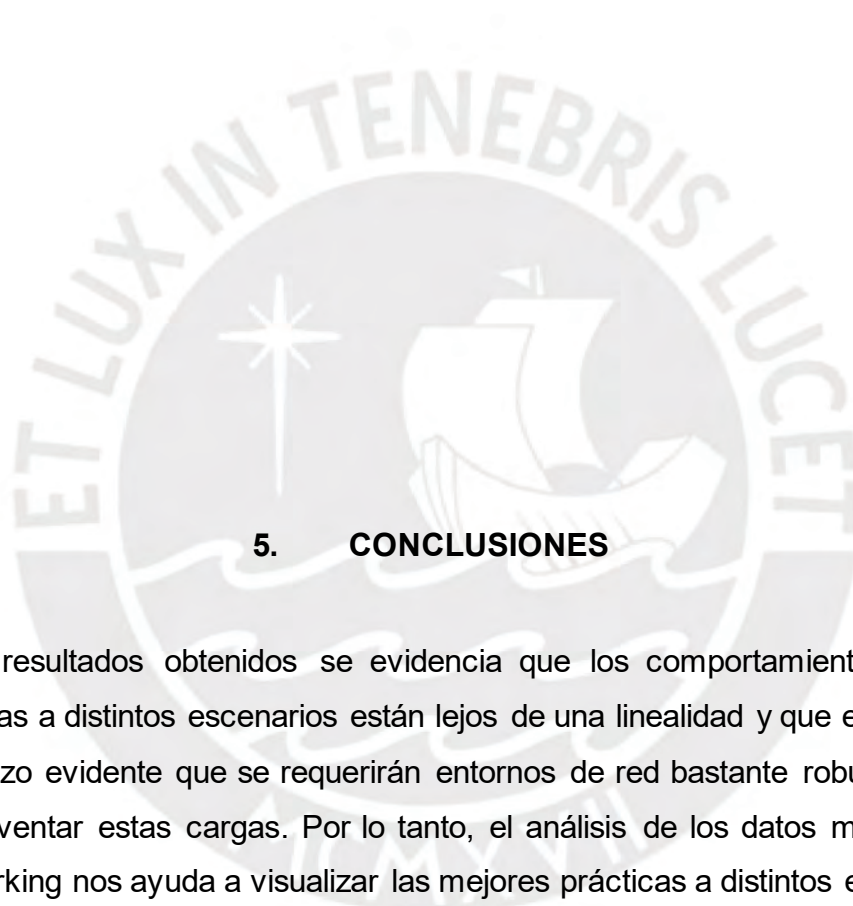 ET LUX IN TENEBRIS LUCET
5. CONCLUSIONES
resultados obtenidos se evidencia que los
a distintos escenarios están lejos de una linealidad y que
evidente que se requerirán entornos de red bastante
estas cargas. Por lo tanto, el análisis de los datos
nos ayuda a visualizar las mejores prácticas a distintos
MCMXVII